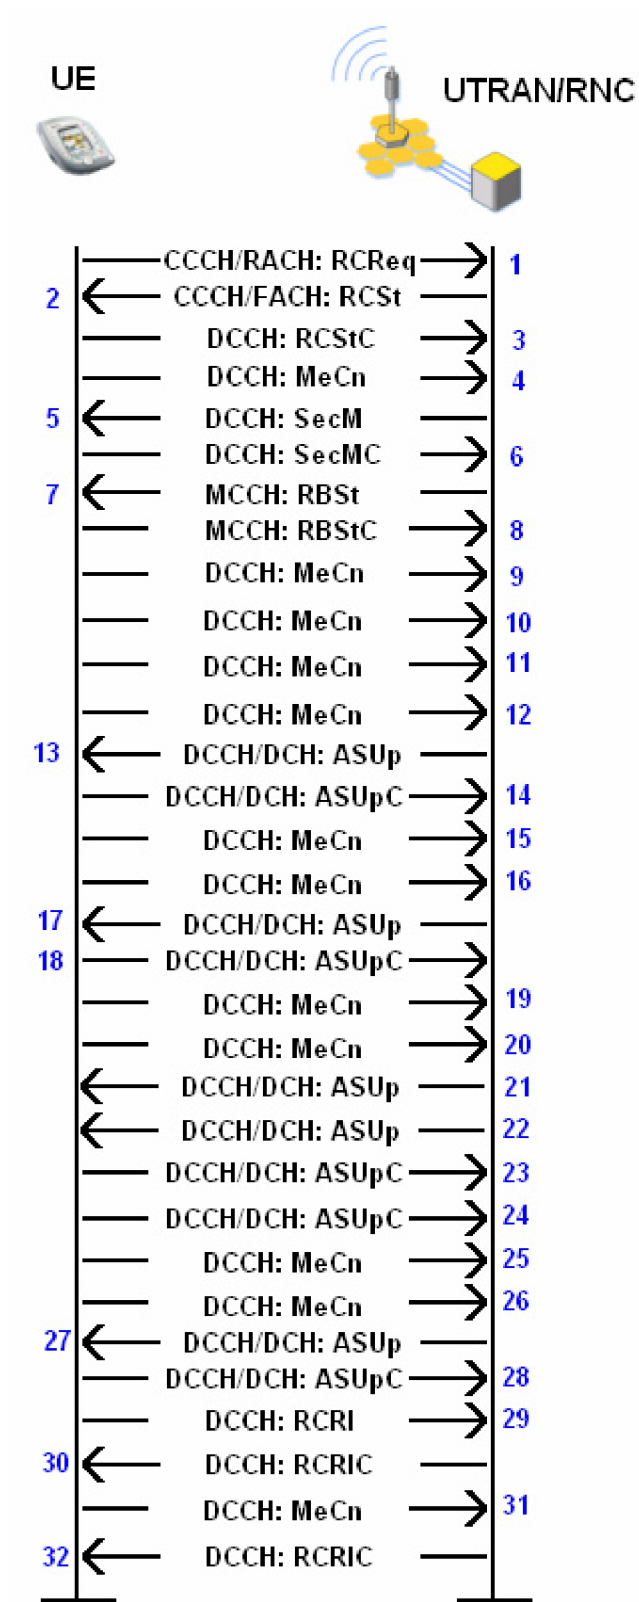 UE
UTRAN/RNC
CCCH/RACH: RCReq 1
2 CCCH/FACH: RCSt
DCCH: RCStC 3
DCCH: MeCn 4
5 DCCH: SecM
DCCH: SecMC 6
7 MCCH: RBSt
MCCH: RBStC 8
DCCH: MeCn 9
DCCH: MeCn 10
DCCH: MeCn 11
DCCH: MeCn 12
13 DCCH/DCH: ASUp
DCCH/DCH: ASUpC 14
DCCH: MeCn 15
DCCH: MeCn 16
17 DCCH/DCH: ASUp
18 DCCH/DCH: ASUpC
DCCH: MeCn 19
DCCH: MeCn 20
DCCH/DCH: ASUp 21
DCCH/DCH: ASUp 22
DCCH/DCH: ASUpC 23
DCCH/DCH: ASUpC 24
DCCH: MeCn 25
DCCH: MeCn 26
27 DCCH/DCH: ASUp
DCCH/DCH: ASUpC 28
DCCH: RCRI 29
30 DCCH: RCRIC
DCCH: MeCn 31
32 DCCH: RCRIC